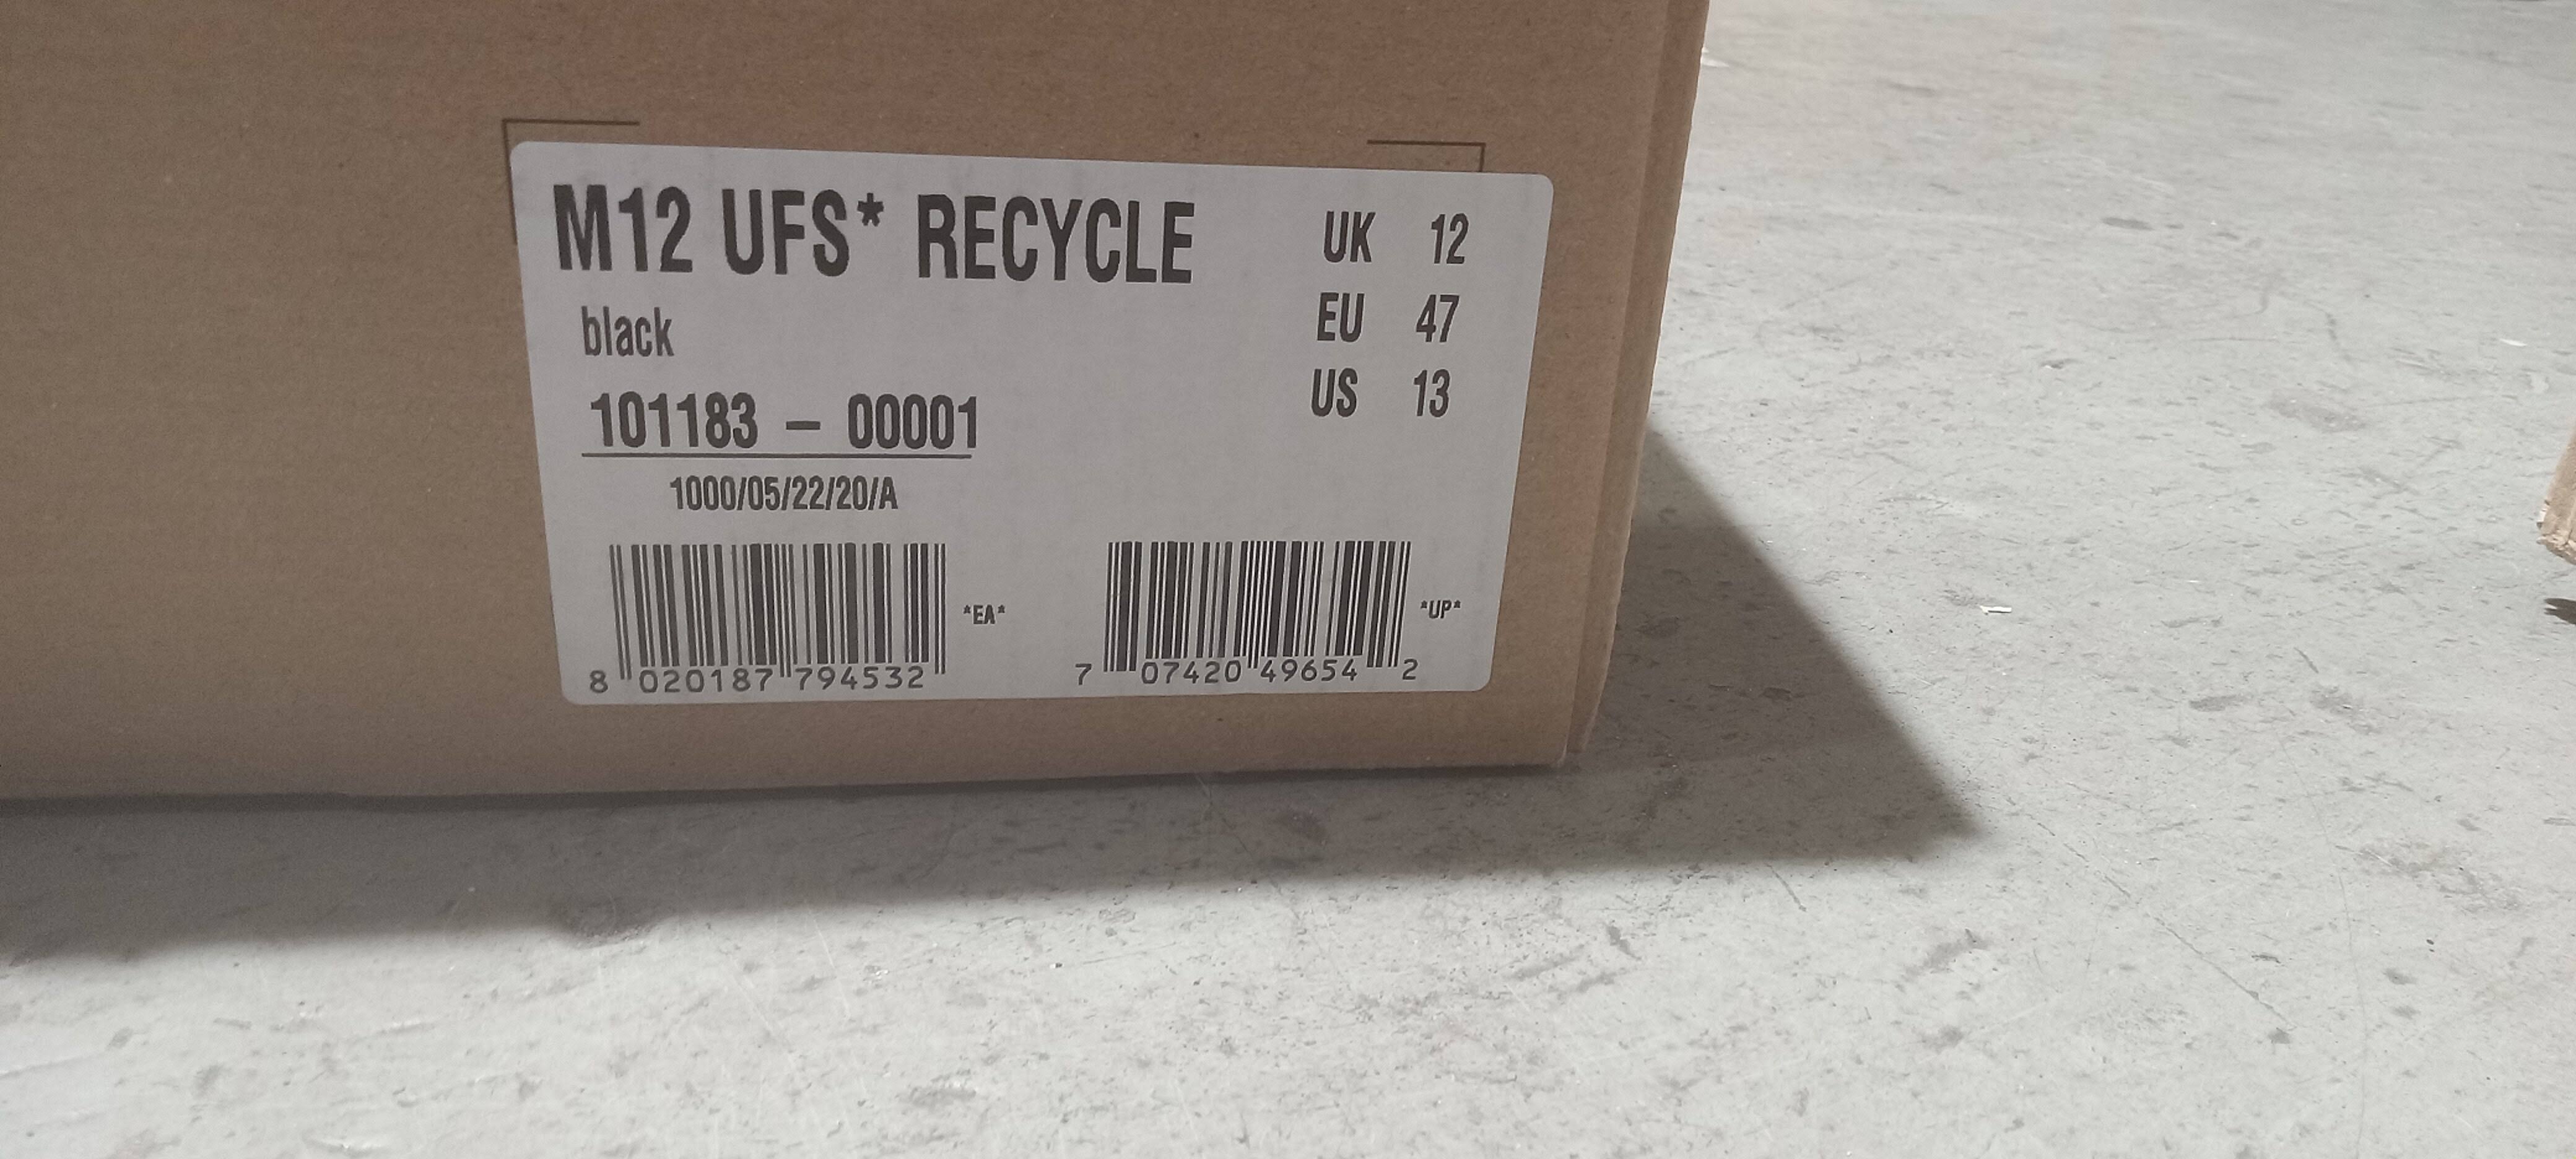 M12 UFS* RECYCLE
black
101183 – 00001
1000/05/22/20/A
UK 12
EU 47
US 13
8 020187 794532
*EA*
7 07420 49654 2
*UP*